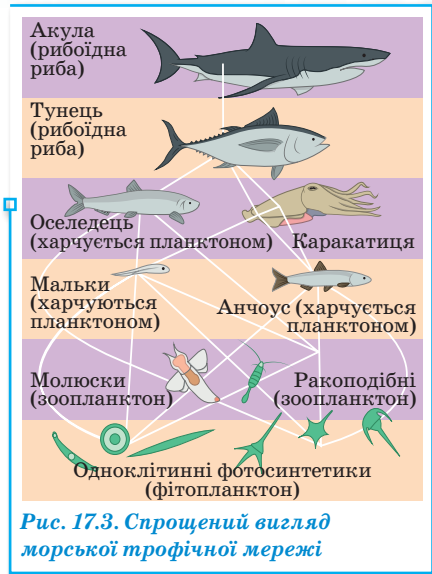 Акула
(рибоїдна
риба)
Тунець
(рибоїдна
риба)
Оселедець
(харчується планктоном)
Каракатиця
Мальки
(харчуються
планктоном)
Анчоус (харчується
планктоном)
Молюски
(зоопланктон)
Ракоподібні
(зоопланктон)
Одноклітинні фотосинтетики
(фітопланктон)
Рис. 17.3. Спрощений вигляд
морської трофічної мережі